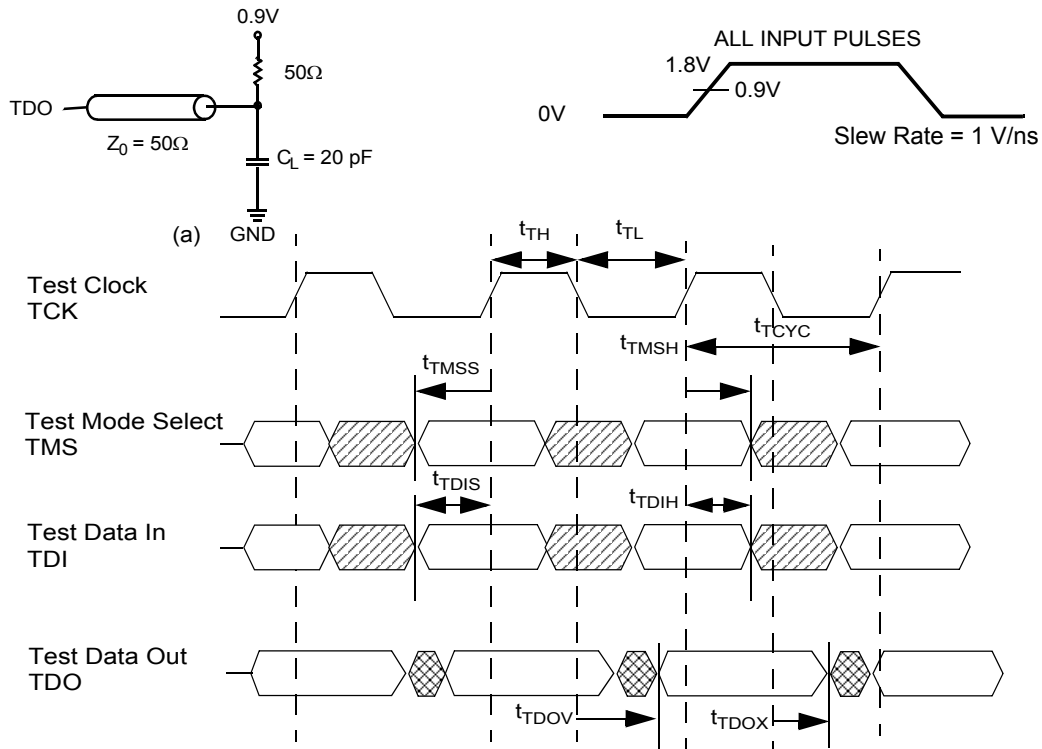 0.9V
50Ω
TDO
Z0 = 50Ω
CL = 20 pF
(a)
GND
ALL INPUT PULSES
1.8V
0.9V
0V
Slew Rate = 1 V/ns
tTH
tTL
Test Clock
TCK
tTMSH
tTCYC
tTMSS
Test Mode Select
TMS
tTDIS
tTDIH
Test Data In
TDI
Test Data Out
TDO
tTDOV
tTDOX